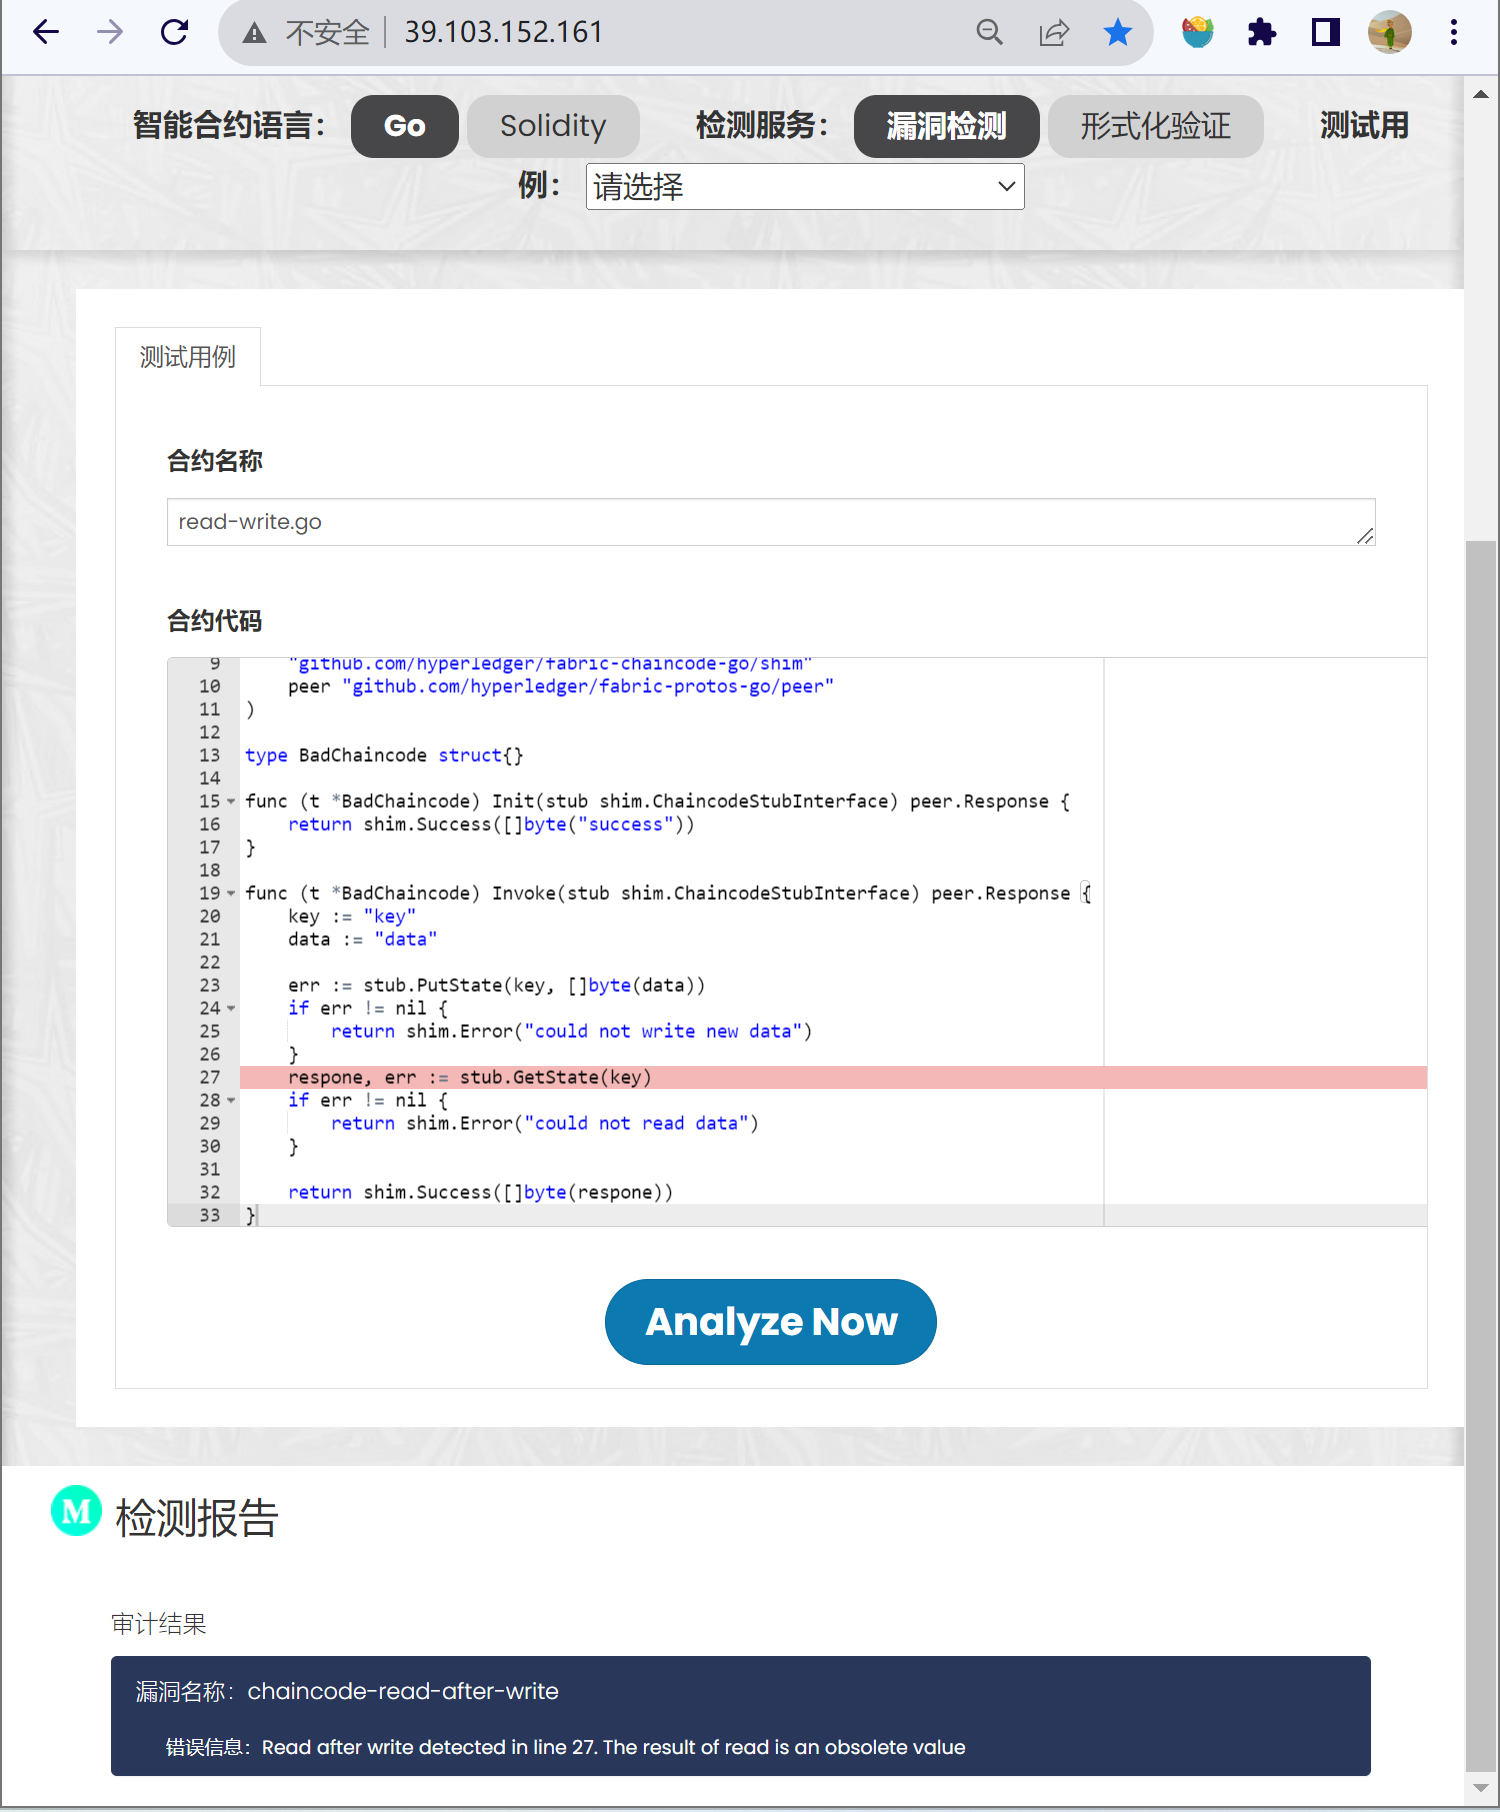 不安全 39.103.152.161
智能合约语言： Go Solidity 检测服务： 漏洞检测 形式化验证 测试用
例： 请选择
测试用例
合约名称
read-write.go
合约代码
9 "github.com/hyperledger/fabric-chaincode-go/shim"
10 peer "github.com/hyperledger/fabric-protos-go/peer"
11 )
12
13 type BadChaincode struct{}
14
15 func (t *BadChaincode) Init(stub shim.ChaincodeStubInterface) peer.Response {
16 return shim.Success([]byte("success"))
17 }
18
19 func (t *BadChaincode) Invoke(stub shim.ChaincodeStubInterface) peer.Response {
20 key := "key"
21 data := "data"
22
23 err := stub.PutState(key, []byte(data))
24 if err != nil {
25 return shim.Error("could not write new data")
26 }
27 respone, err := stub.GetState(key)
28 if err != nil {
29 return shim.Error("could not read data")
30 }
31
32 return shim.Success([]byte(respone))
33 }
Analyze Now
M 检测报告
审计结果
漏洞名称：chaincode-read-after-write
错误信息：Read after write detected in line 27. The result of read is an obsolete value